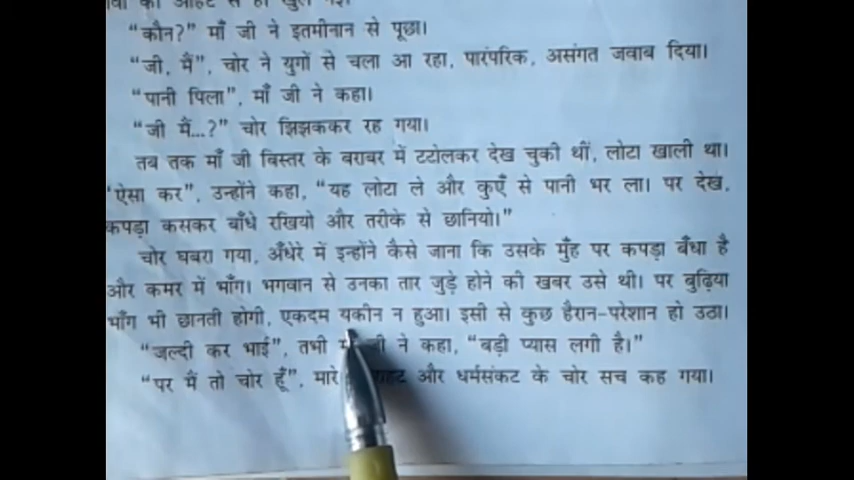 की आहट से ही खुल गई।
“कौन?” माँ जी ने इतमीनान से पूछा।
“जी, मैं”, चोर ने युगों से चला आ रहा, पारंपरिक, असंगत जवाब दिया।
“पानी पिला”, माँ जी ने कहा।
“जी मैं...?” चोर झिझककर रह गया।
तब तक माँ जी बिस्तर के बराबर में टटोलकर देख चुकी थीं, लोटा खाली था।
‘ऐसा कर”, उन्होंने कहा, “यह लोटा ले और कुएँ से पानी भर ला। पर देख,
कपड़ा कसकर बाँधे रखियो और तरीके से छानियो।”
चोर घबरा गया, अँधेरे में इन्होंने कैसे जाना कि उसके मुँह पर कपड़ा बँधा है
और कमर में भाँग। भगवान से उनका तार जुड़े होने की खबर उसे थी। पर बुढ़िया
भाँग भी छानती होगी, एकदम यकीन न हुआ। इसी से कुछ हैरान-परेशान हो उठा।
“जल्दी कर भाई”, तभी जी ने कहा, “बड़ी प्यास लगी है।”
“पर मैं तो चोर हूँ”, मारे और धर्मसंकट के चोर सच कह गया।